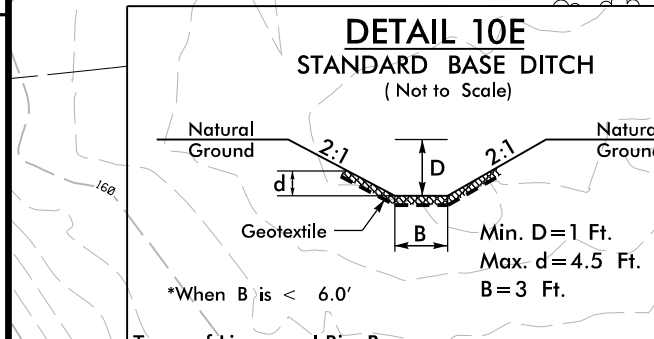 DETAIL 10E
STANDARD BASE DITCH
( Not to Scale)
Natural
Ground
2:1
D
2:1
Ground
d
160
Geotextile
B
Min. D=1 Ft.
Max. d=4.5 Ft.
B=3 Ft.
*When B is < 6.0'